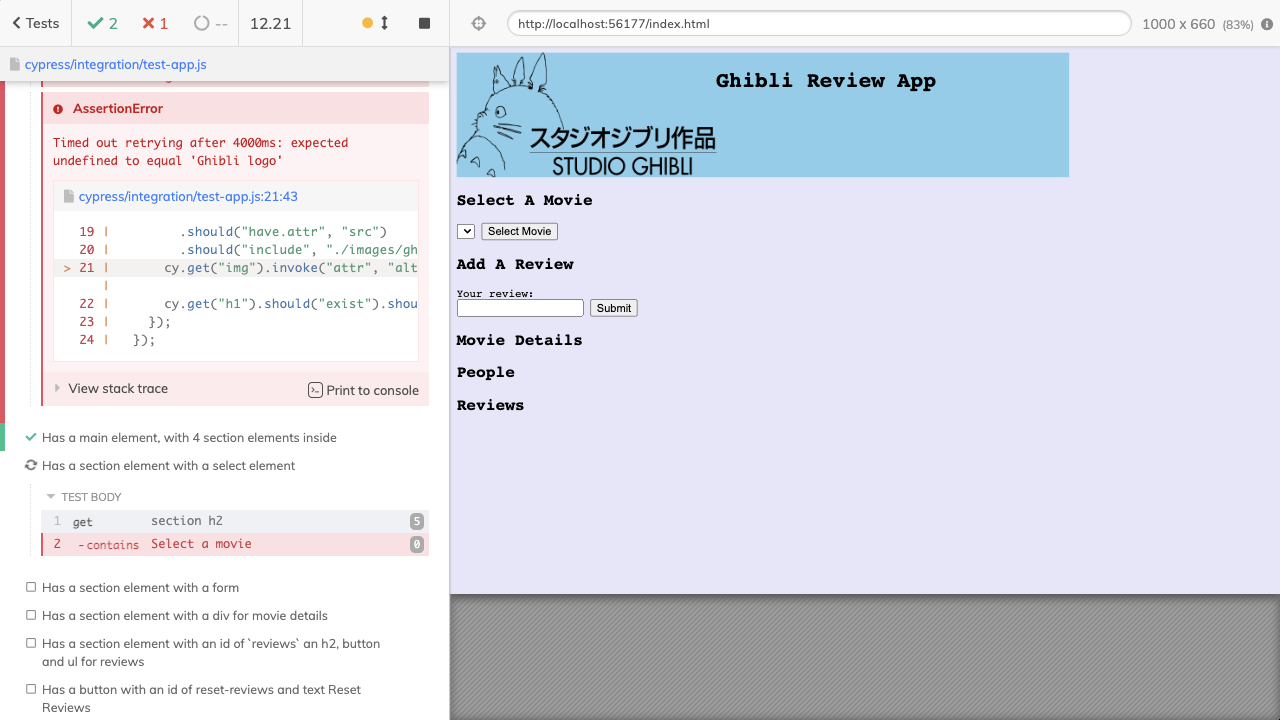 Tests
2
1
--
12.21
http://localhost:56177/index.html
1000 x 660 (83%)
cypress/integration/test-app.js
AssertionError
Timed out retrying after 4000ms: expected
undefined to equal 'Ghibli logo'
cypress/integration/test-app.js:21:43
19 | .should("have.attr", "src")
20 | .should("include", "./images/gh
> 21 | cy.get("img").invoke("attr", "alt
|
22 | cy.get("h1").should("exist").shou
23 | });
24 | });
View stack trace
Print to console
Has a main element, with 4 section elements inside
Has a section element with a select element
TEST BODY
1 get section h2 5
2 -contains Select a movie 0
Has a section element with a form
Has a section element with a div for movie details
Has a section element with an id of `reviews` an h2, button
and ul for reviews
Has a button with an id of reset-reviews and text Reset
Reviews
Ghibli Review App
スタジオジブリ作品
STUDIO GHIBLI
Select A Movie
Select Movie
Add A Review
Your review:
Submit
Movie Details
People
Reviews